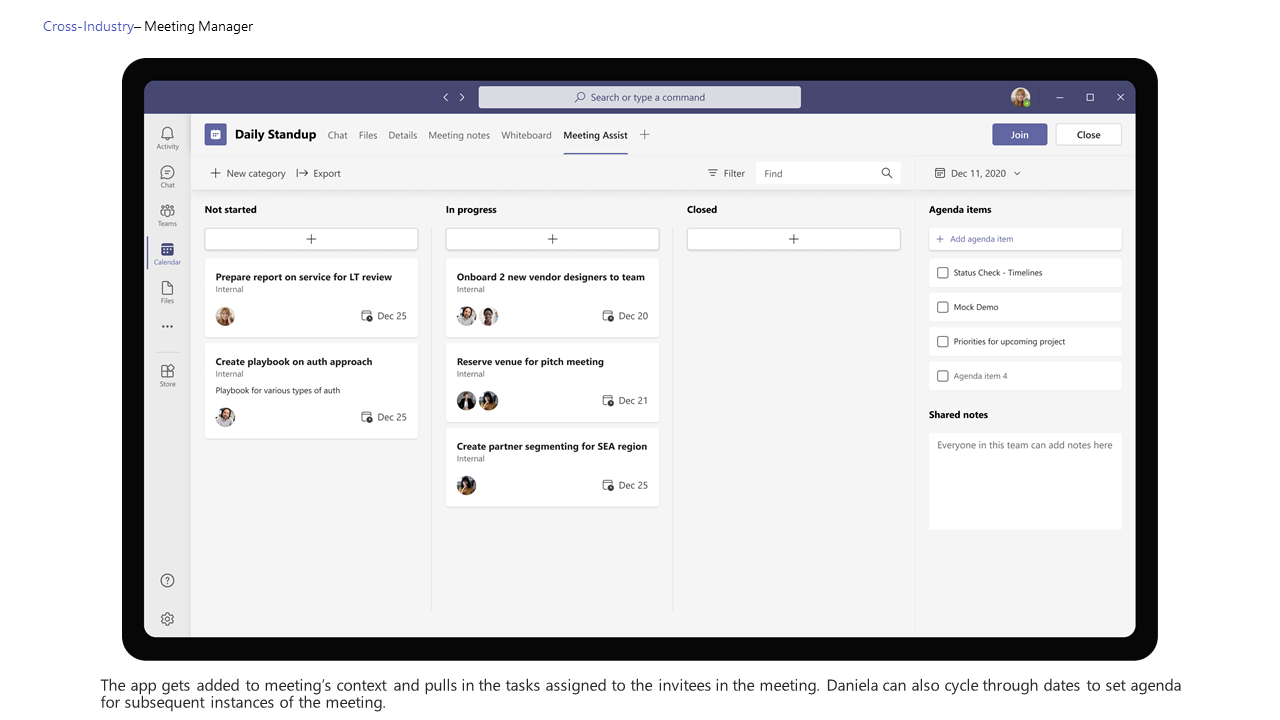 Cross-Industry– Meeting Manager
Search or type a command
Activity
Chat
Teams
Calendar
Files
Store
Daily Standup
Chat
Files
Details
Meeting notes
Whiteboard
Meeting Assist
Join
Close
New category
Export
Filter
Find
Dec 11, 2020
Not started
Prepare report on service for LT review
Internal
Dec 25
Create playbook on auth approach
Internal
Playbook for various types of auth
Dec 25
In progress
Onboard 2 new vendor designers to team
Internal
Dec 20
Reserve venue for pitch meeting
Internal
Dec 21
Create partner segmenting for SEA region
Internal
Dec 25
Closed
Agenda items
Add agenda item
Status Check - Timelines
Mock Demo
Priorities for upcoming project
Agenda item 4
Shared notes
Everyone in this team can add notes here
The app gets added to meeting’s context and pulls in the tasks assigned to the invitees in the meeting. Daniela can also cycle through dates to set agenda
for subsequent instances of the meeting.